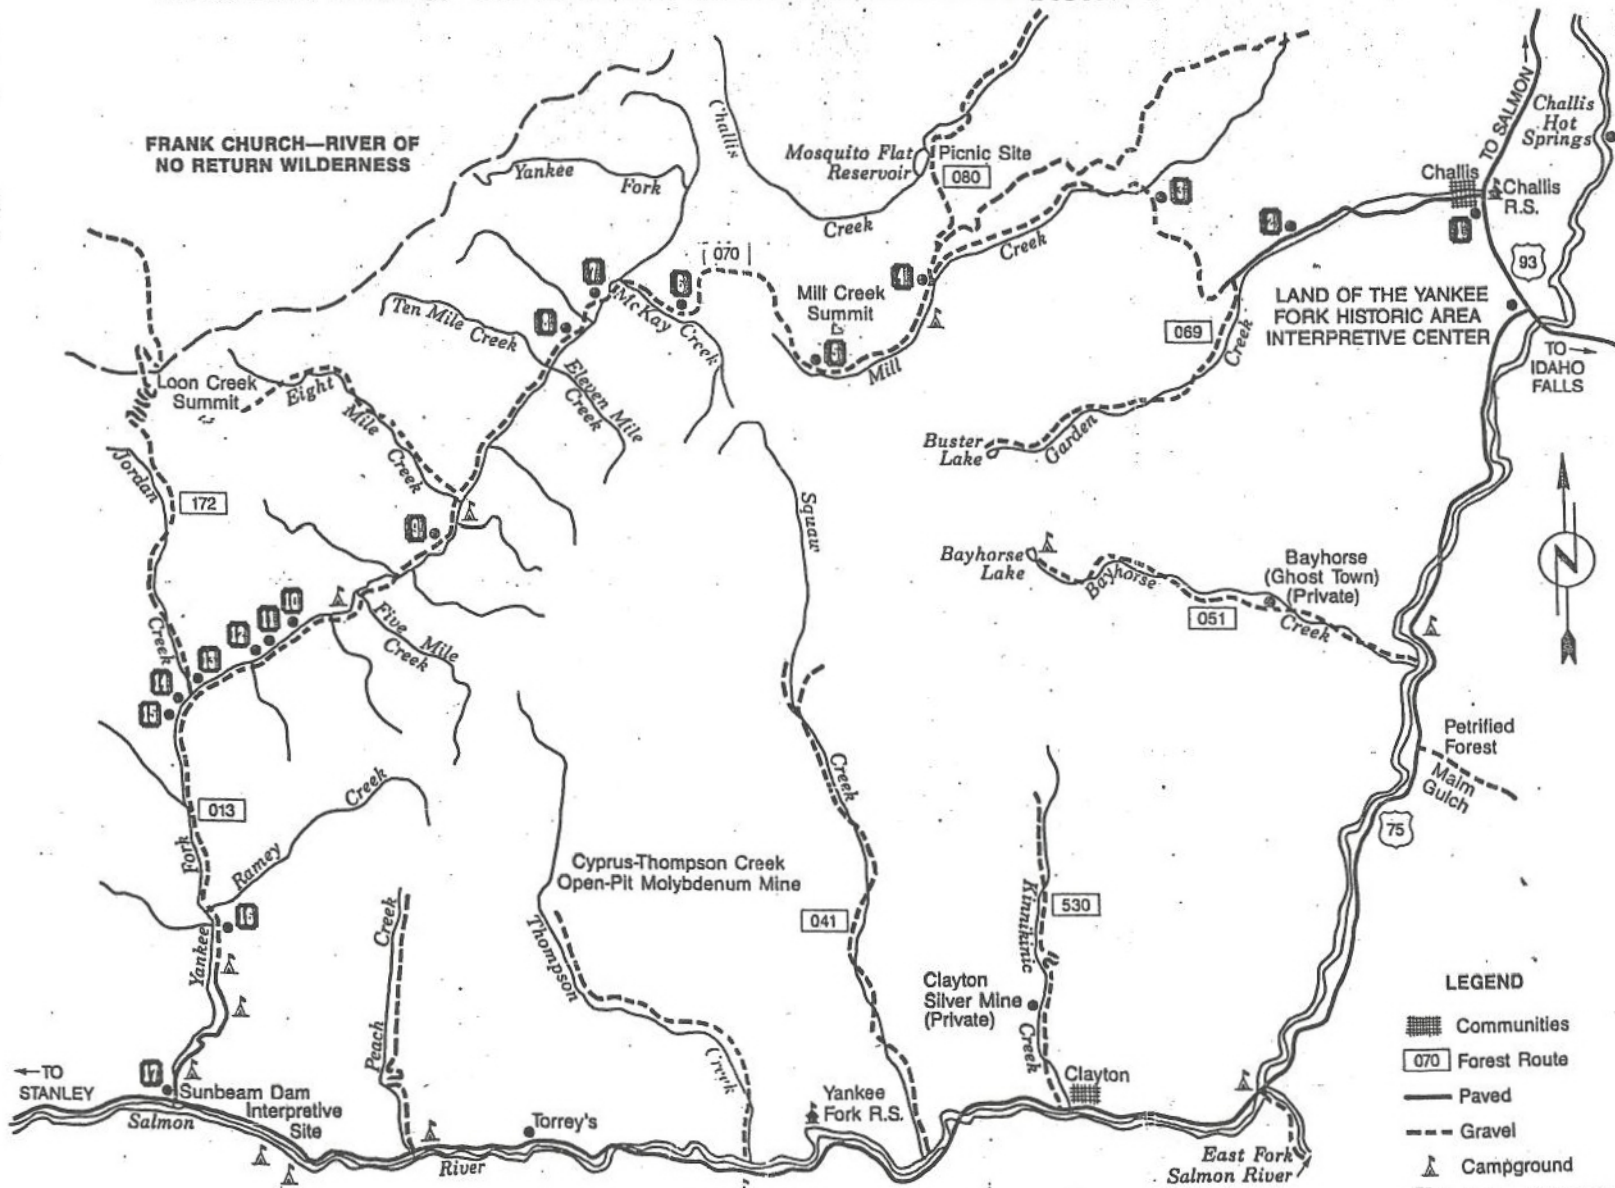 FRANK CHURCH—RIVER OF
NO RETURN WILDERNESS
Yankee
Fork
Challis
Creek
Mosquito Flat
Reservoir
Picnic Site
080
TO SALMON
Challis
Hot
Springs
Challis
Challis
R.S.
1
2
3
4
Creek
93
070
7
6
McKay
Creek
Mill Creek
Summit
5
Mill
LAND OF THE YANKEE
FORK HISTORIC AREA
INTERPRETIVE CENTER
069
Creek
TO
IDAHO
FALLS
8
Ten Mile
Creek
Eleven Mile
Creek
Loon Creek
Summit
Eight
Mile
Creek
Buster
Lake
Garden
Jordan
172
Creek
9
Squaw
Bayhorse
Lake
Bayhorse
Creek
051
Bayhorse
(Ghost Town)
(Private)
N
10
11
12
13
14
15
Five Mile
Creek
Petrified
Forest
Malm
Gulch
75
013
Fork
Ramey
Creek
Creek
Cyprus-Thompson Creek
Open-Pit Molybdenum Mine
041
Kinnikinic
530
16
Yankee
Peach
Creek
Thompson
Creek
Clayton
Silver Mine
(Private)
Creek
Clayton
TO
STANLEY
17
Sunbeam Dam
Interpretive
Site
Salmon
River
Torrey's
Yankee
Fork R.S.
East Fork
Salmon River
LEGEND
Communities
070 Forest Route
Paved
Gravel
Campground